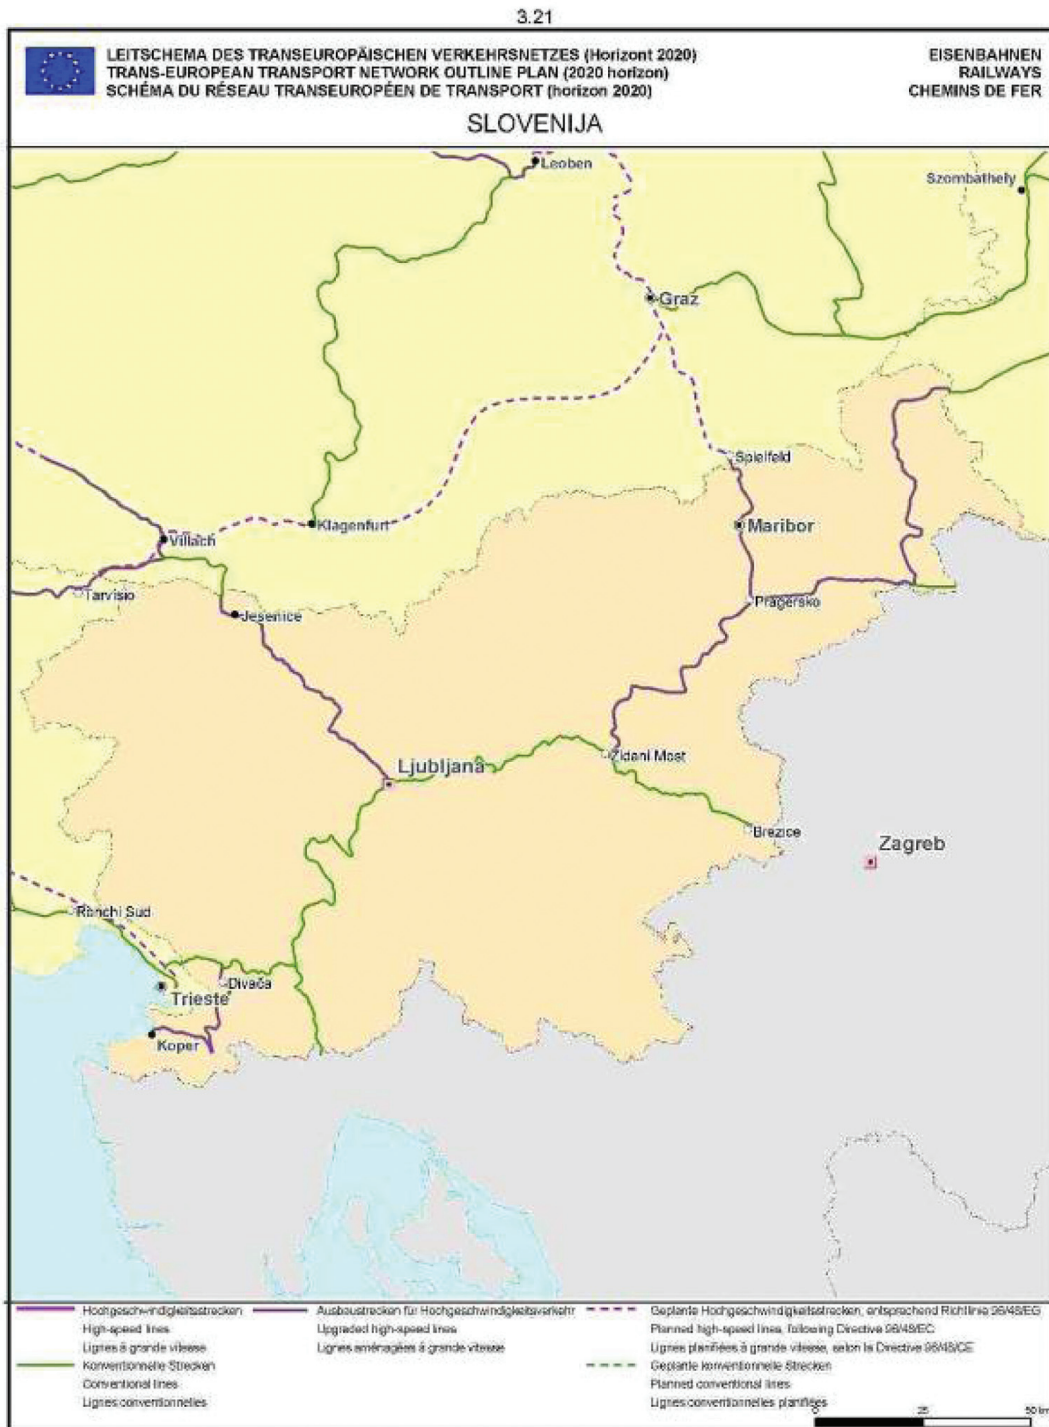 3.21
LEITSCHEMA DES TRANSEUROPÄISCHEN VERKEHRSNETZES (Horizont 2020)
TRANS-EUROPEAN TRANSPORT NETWORK OUTLINE PLAN (2020 horizon)
SCHÉMA DU RÉSEAU TRANSEUROPÉEN DE TRANSPORT (horizon 2020)
EISENBAHNEN
RAILWAYS
CHEMINS DE FER
SLOVENIJA
Leoben
Szombathely
Graz
Spielfeld
Klagenfurt
Maribor
Villach
Tarvisio
Pragersko
Jesenice
Zidani Most
Ljubljana
Brezice
Zagreb
Ronchi Sud
Divača
Trieste
Koper
Hochgeschwindigkeitsstrecken
High-speed lines
Lignes à grande vitesse
Konventionelle Strecken
Conventional lines
Lignes conventionnelles
Ausbaustrecken für Hochgeschwindigkeitsverkehr
Upgraded high-speed lines
Lignes aménagées à grande vitesse
Geplante Hochgeschwindigkeitsstrecken, entsprechend Richtlinie 96/48/EG
Planned high-speed lines, following Directive 96/48/EC
Lignes planifiées à grande vitesse, selon la Directive 96/48/CE
Geplante konventionelle Strecken
Planned conventional lines
Lignes conventionnelles planifiées
0 25 50 km